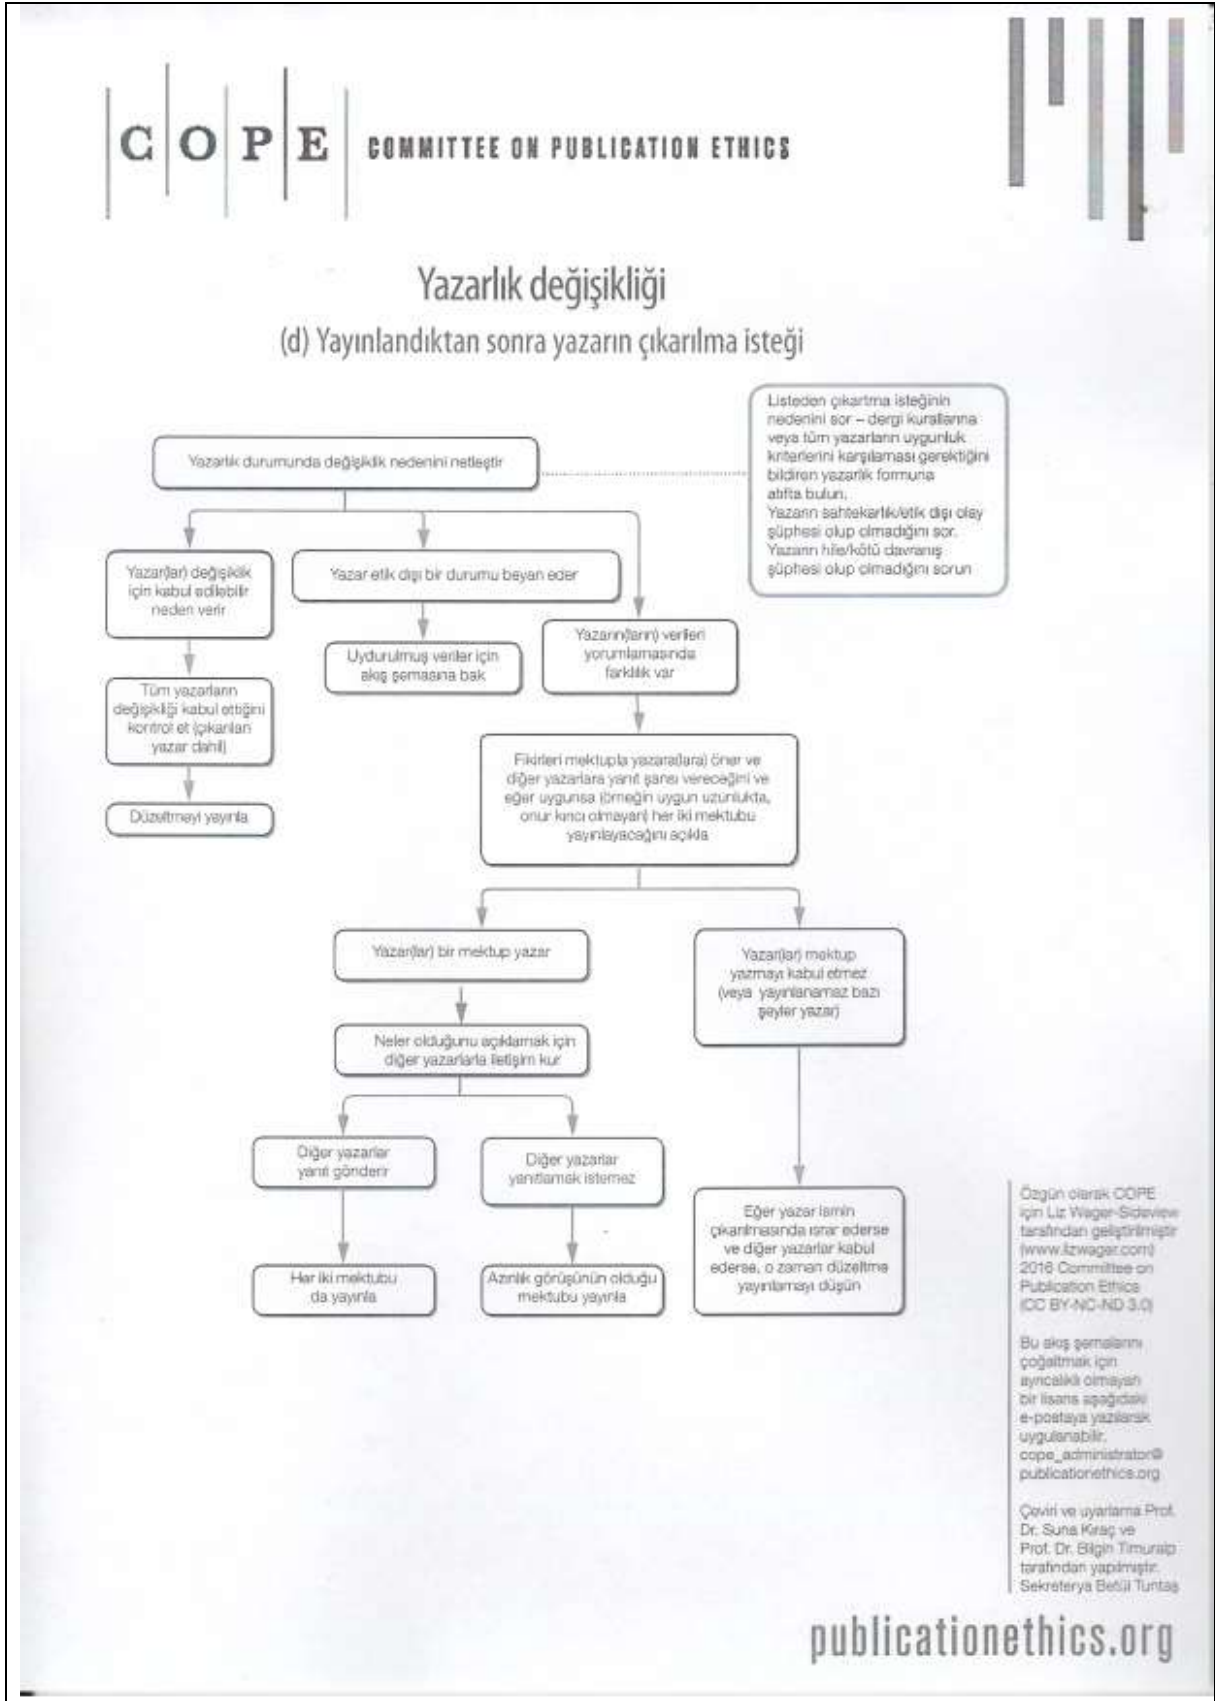 COPE
COMMITTEE ON PUBLICATION ETHICS
Yazarlık değişikliği
(d) Yayınlandıktan sonra yazarın çıkarılma isteği
Listeden çıkartma isteğinin
nedenini sor – dergi kurallarına
veya tüm yazarların uygunluk
kriterlerini karşılaması gerektiğini
bildiren yazarlık formuna
atıfta bulun.
Yazarın sahtekarlık/etik dışı olay
şüphesi olup olmadığını sor.
Yazarın hile/kötü davranış
şüphesi olup olmadığını sorun
Yazarlık durumunda değişiklik nedenini netleştir
Yazar(lar) değişiklik
için kabul edilebilir
neden verir
Yazar etik dışı bir durumu beyan eder
Yazarın(ların) verileri
yorumlamasında
farklılık var
Uydurulmuş veriler için
akış şemasına bak
Tüm yazarların
değişikliği kabul ettiğini
kontrol et (çıkarılan
yazar dahil)
Düzeltmeyi yayınla
Fikirleri mektupla yazara(lara) öner ve
diğer yazarlara yanıt şansı vereceğini ve
eğer uygunsa (örneğin uygun uzunlukta,
onur kırıcı olmayan) her iki mektubu
yayınlayacağını açıkla
Yazar(lar) bir mektup yazar
Yazar(lar) mektup
yazmayı kabul etmez
(veya yayınlanamaz bazı
şeyler yazar)
Neler olduğunu açıklamak için
diğer yazarlarla iletişim kur
Diğer yazarlar
yanıt gönderir
Diğer yazarlar
yanıtlamak istemez
Her iki mektubu
da yayınla
Azınlık görüşünün olduğu
mektubu yayınla
Eğer yazar ismin
çıkarılmasında ısrar ederse
ve diğer yazarlar kabul
ederse, o zaman düzeltme
yayınlamayı düşün
Özgün olarak COPE
için Liz Wager-Sideview
tarafından geliştirilmiştir
(www.lizwager.com)
2016 Committee on
Publication Ethics
(CC BY-NC-ND 3.0)
Bu akış şemalarını
çoğaltmak için
ayrıcalıklı olmayan
bir lisans aşağıdaki
e-postaya yazılarak
uygulanabilir.
cope_administrator@
publicationethics.org
Çeviri ve uyarlama Prof.
Dr. Suna Kıraç ve
Prof. Dr. Bilgin Timuralp
tarafından yapılmıştır.
Sekreterya Betül Tuntaş
publicationethics.org